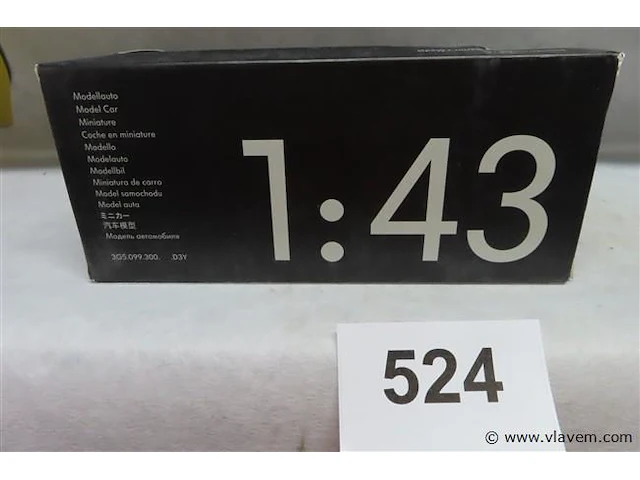 Modellauto
Model Car
Miniature
Coche en miniature
Modello
Modelauto
Modellbil
Miniatura de carro
Model samochodu
Model auta
ミニカー
汽车模型
Модель автомобиля
3G5.099.300. .D3Y
1:43
524
© www.vlavem.com